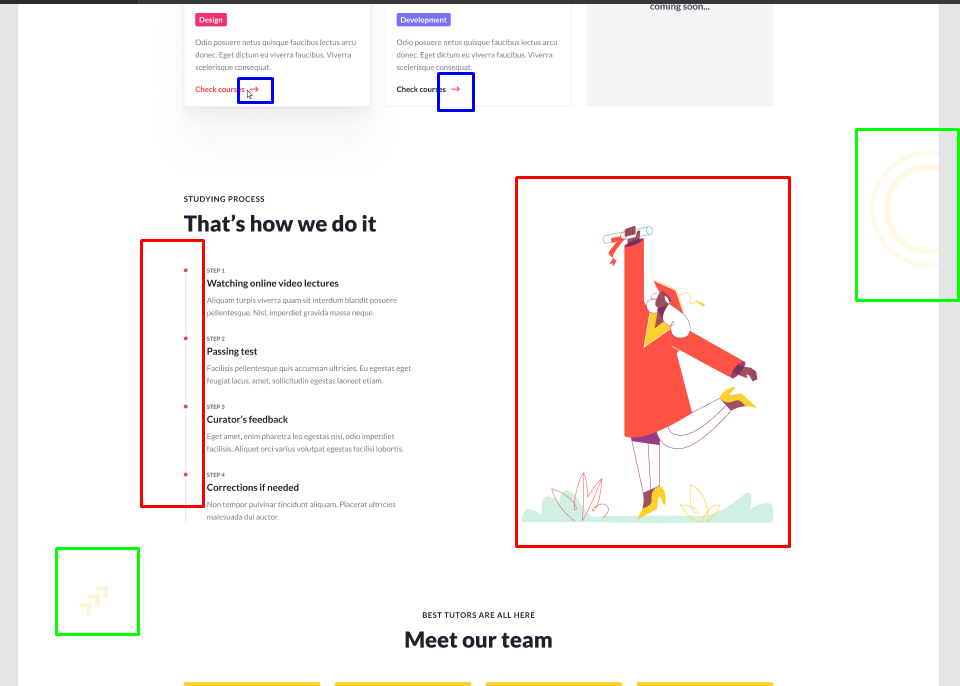 coming soon...
Design
Odio posuere netus quisque faucibus lectus arcu
donec. Eget dictum eu viverra faucibus. Viverra
scelerisque consequat.
Check courses →
Development
Odio posuere netus quisque faucibus lectus arcu
donec. Eget dictum eu viverra faucibus. Viverra
scelerisque consequat.
Check courses →
STUDYING PROCESS
That’s how we do it
STEP 1
Watching online video lectures
Aliquam turpis viverra quam sit interdum blandit posuere
pellentesque. Nisl, imperdiet gravida massa neque.
STEP 2
Passing test
Facilisis pellentesque quis accumsan ultricies. Eu egestas eget
feugiat lacus, amet, sollicitudin egestas laoreet etiam.
STEP 3
Curator’s feedback
Eget amet, enim pharetra leo egestas nisi, odio imperdiet
facilisis. Aliquet orci varius volutpat egestas facilisi lobortis.
STEP 4
Corrections if needed
Non tempor pulvinar tincidunt aliquam. Placerat ultricies
malesuada dui auctor.
BEST TUTORS ARE ALL HERE
Meet our team